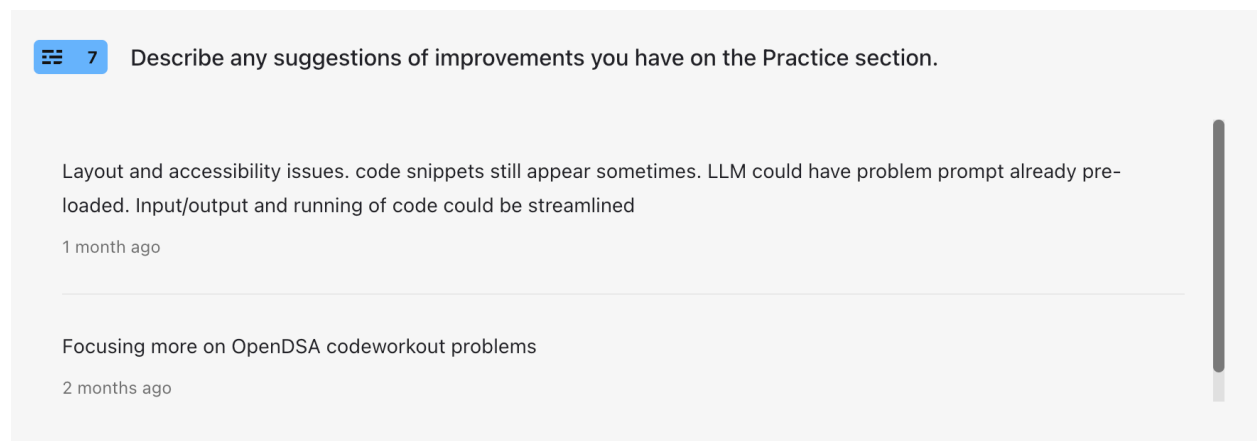 7 Describe any suggestions of improvements you have on the Practice section.
Layout and accessibility issues. code snippets still appear sometimes. LLM could have problem prompt already pre-
loaded. Input/output and running of code could be streamlined
1 month ago
Focusing more on OpenDSA codeworkout problems
2 months ago